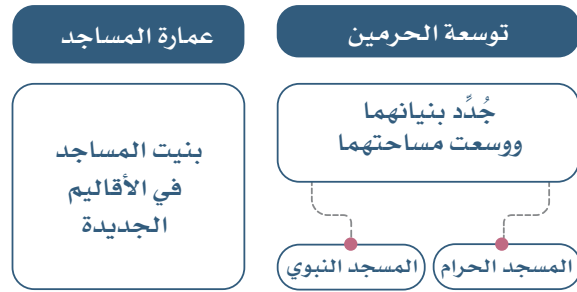 توسعة الحرمين
جُدِّد بنيانهما
ووسعت مساحتهما
المسجد الحرام
المسجد النبوي
عمارة المساجد
بنيت المساجد
في الأقاليم
الجديدة